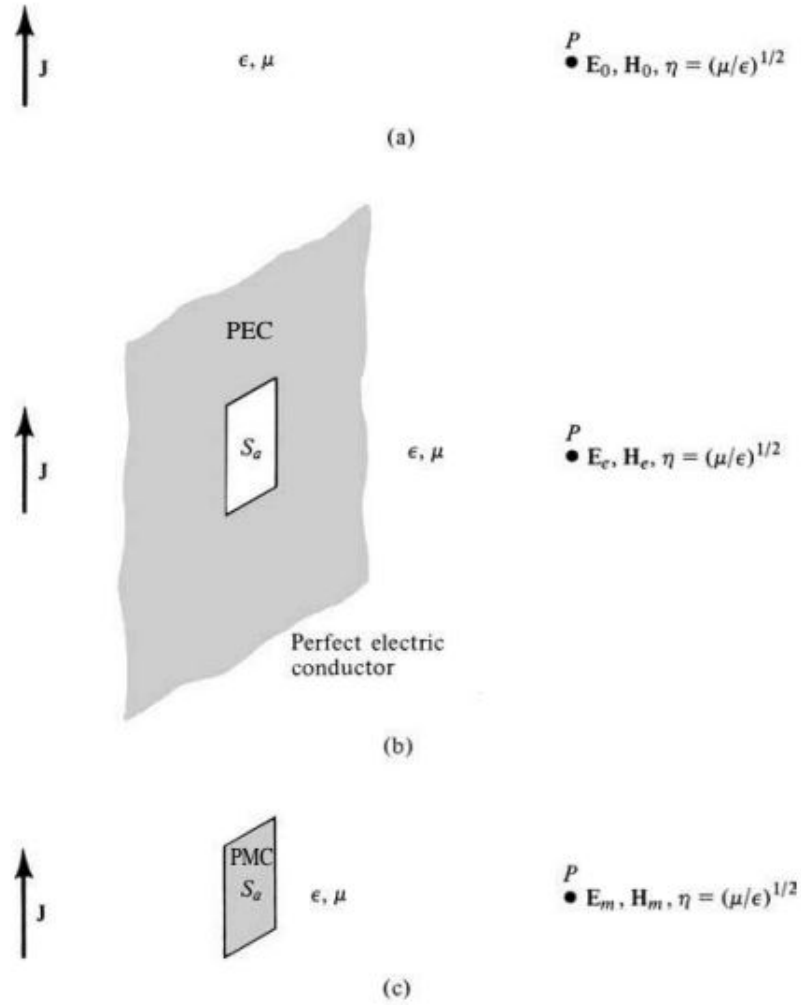 J
ϵ, μ
P
E₀, H₀, η = (μ/ϵ)^{1/2}
(a)
PEC
Sₐ
J
ϵ, μ
P
Eₑ, Hₑ, η = (μ/ϵ)^{1/2}
Perfect electric
conductor
(b)
PMC
Sₐ
J
ϵ, μ
P
Eₘ, Hₘ, η = (μ/ϵ)^{1/2}
(c)